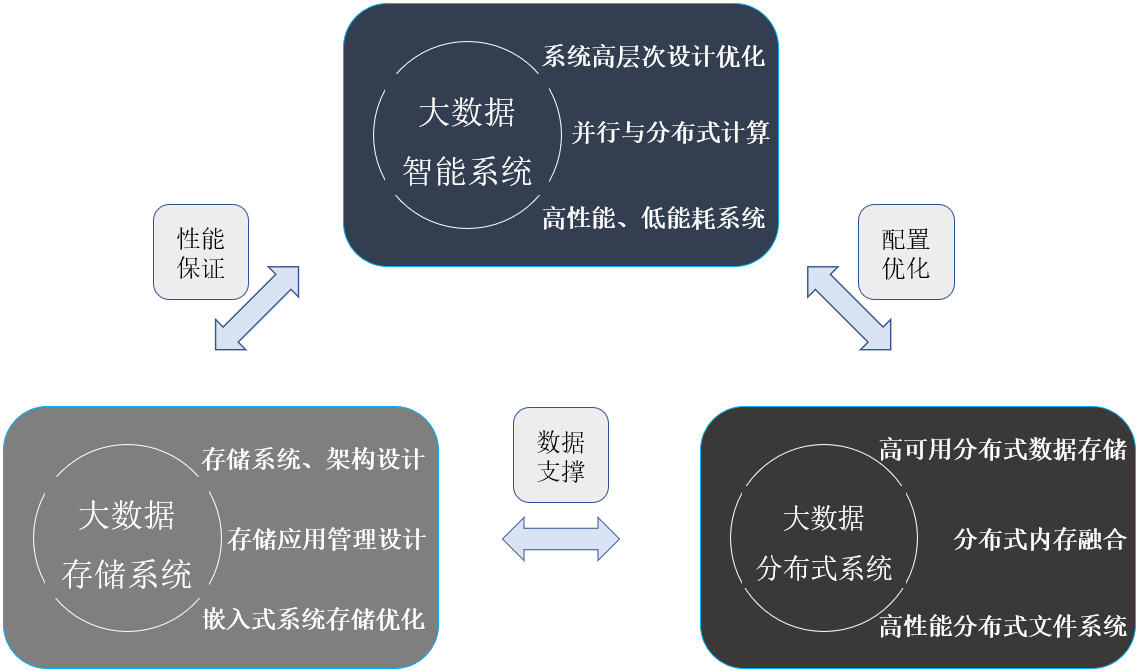 系统高层次设计优化
大数据
智能系统
并行与分布式计算
高性能、低能耗系统
性能
保证
配置
优化
数据
支撑
存储系统、架构设计
大数据
存储系统
存储应用管理设计
嵌入式系统存储优化
高可用分布式数据存储
大数据
分布式系统
分布式内存融合
高性能分布式文件系统